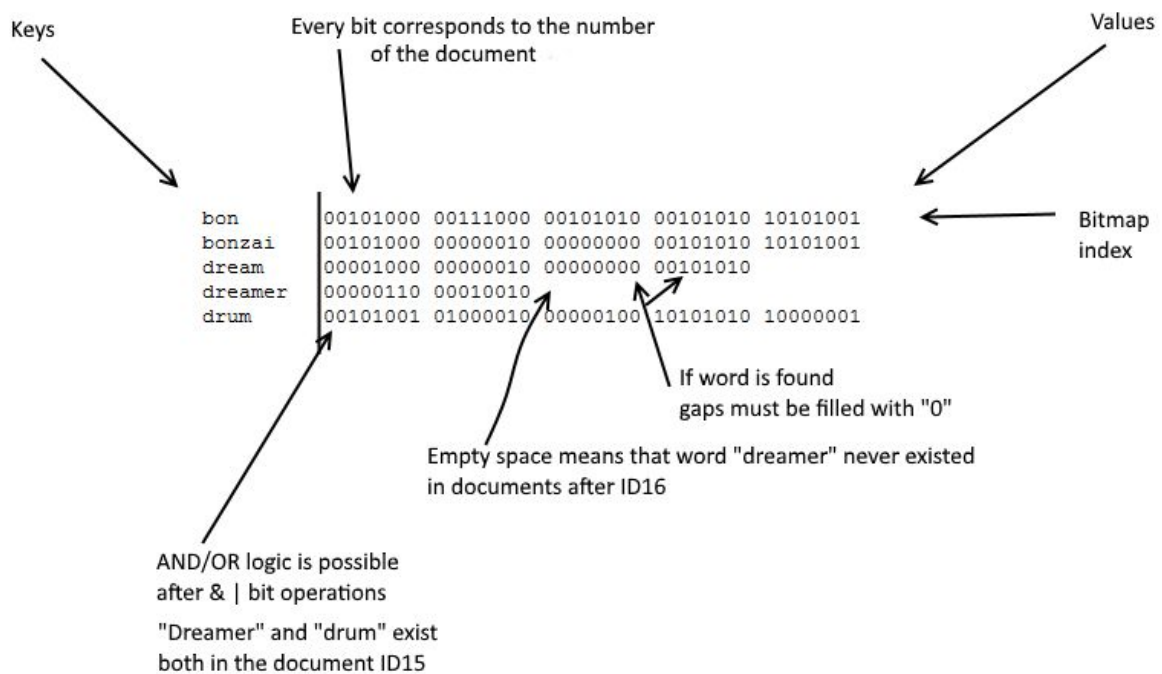 Keys
Every bit corresponds to the number
of the document
Values
bon 00101000 00111000 00101010 00101010 10101001
bonzai 00101000 00000010 00000000 00101010 10101001
dream 00001000 00000010 00000000 00101010
dreamer 00000110 00010010
drum 00101001 01000010 00000100 10101010 10000001
Bitmap
index
If word is found
gaps must be filled with "0"
Empty space means that word "dreamer" never existed
in documents after ID16
AND/OR logic is possible
after & | bit operations
"Dreamer" and "drum" exist
both in the document ID15